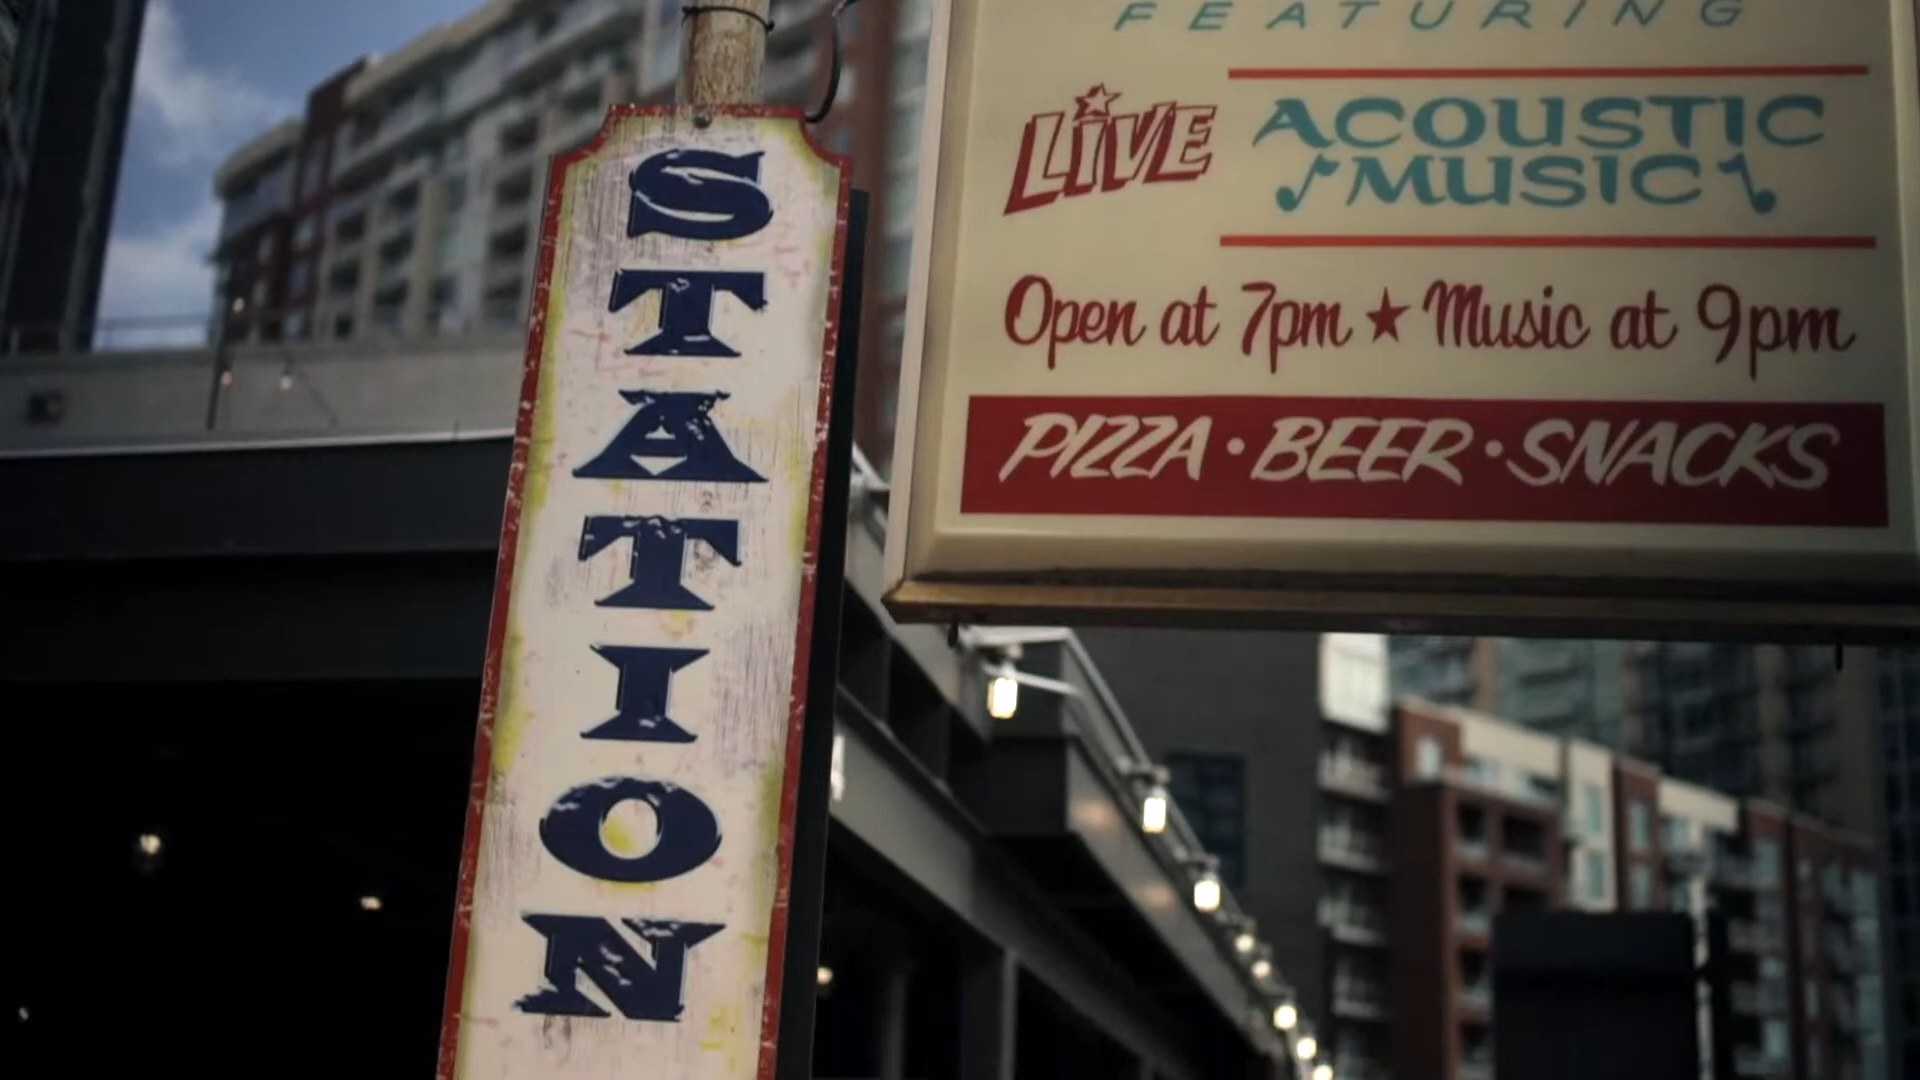 STATION
FEATURING
LIVE ACOUSTIC
MUSIC
Open at 7pm ★ Music at 9pm
PIZZA • BEER • SNACKS